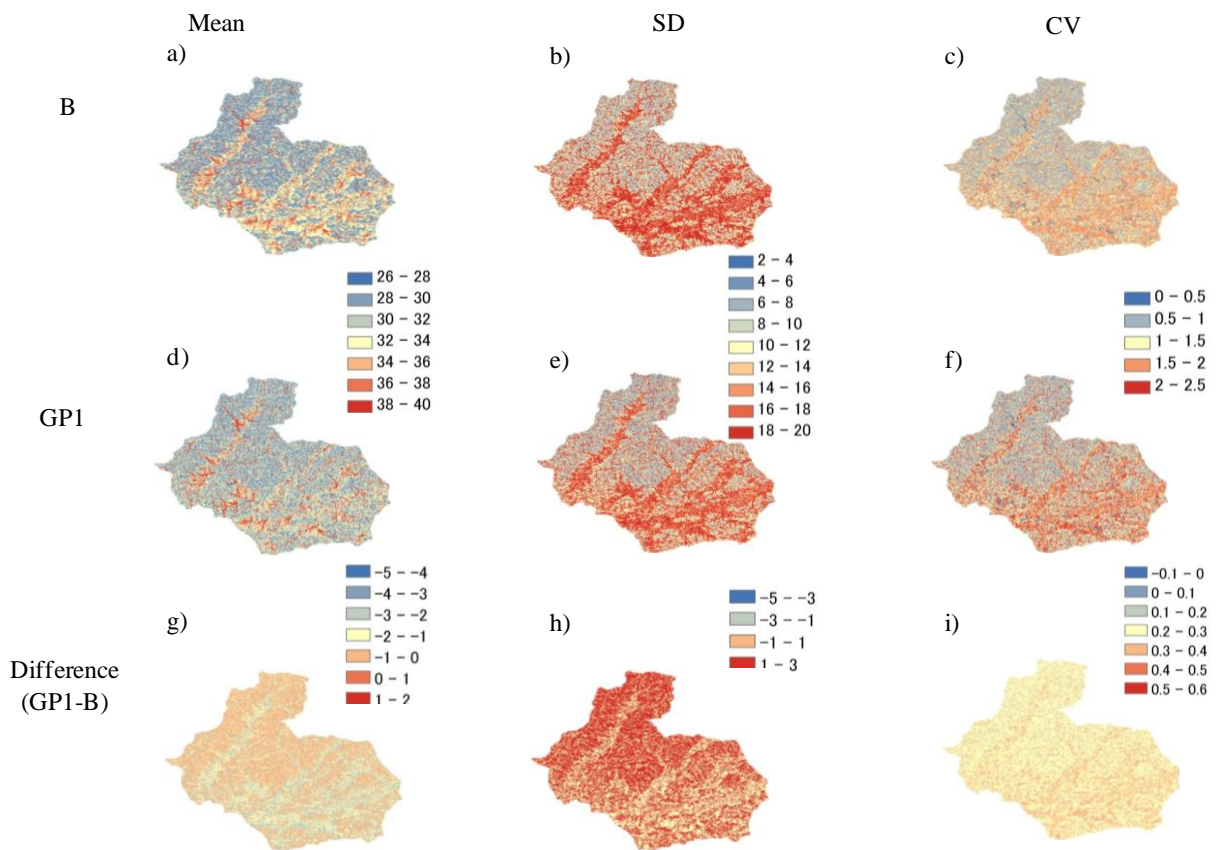 Mean SD CV
a) b) c)
B
26 − 28
28 − 30
30 − 32
32 − 34
34 − 36
36 − 38
38 − 40
2 − 4
4 − 6
6 − 8
8 − 10
10 − 12
12 − 14
14 − 16
16 − 18
18 − 20
0 − 0.5
0.5 − 1
1 − 1.5
1.5 − 2
2 − 2.5
d) e) f)
GP1
−5 − −4
−4 − −3
−3 − −2
−2 − −1
−1 − 0
0 − 1
1 − 2
−5 − −3
−3 − −1
−1 − 1
1 − 3
−0.1 − 0
0 − 0.1
0.1 − 0.2
0.2 − 0.3
0.3 − 0.4
0.4 − 0.5
0.5 − 0.6
g) h) i)
Difference
(GP1-B)